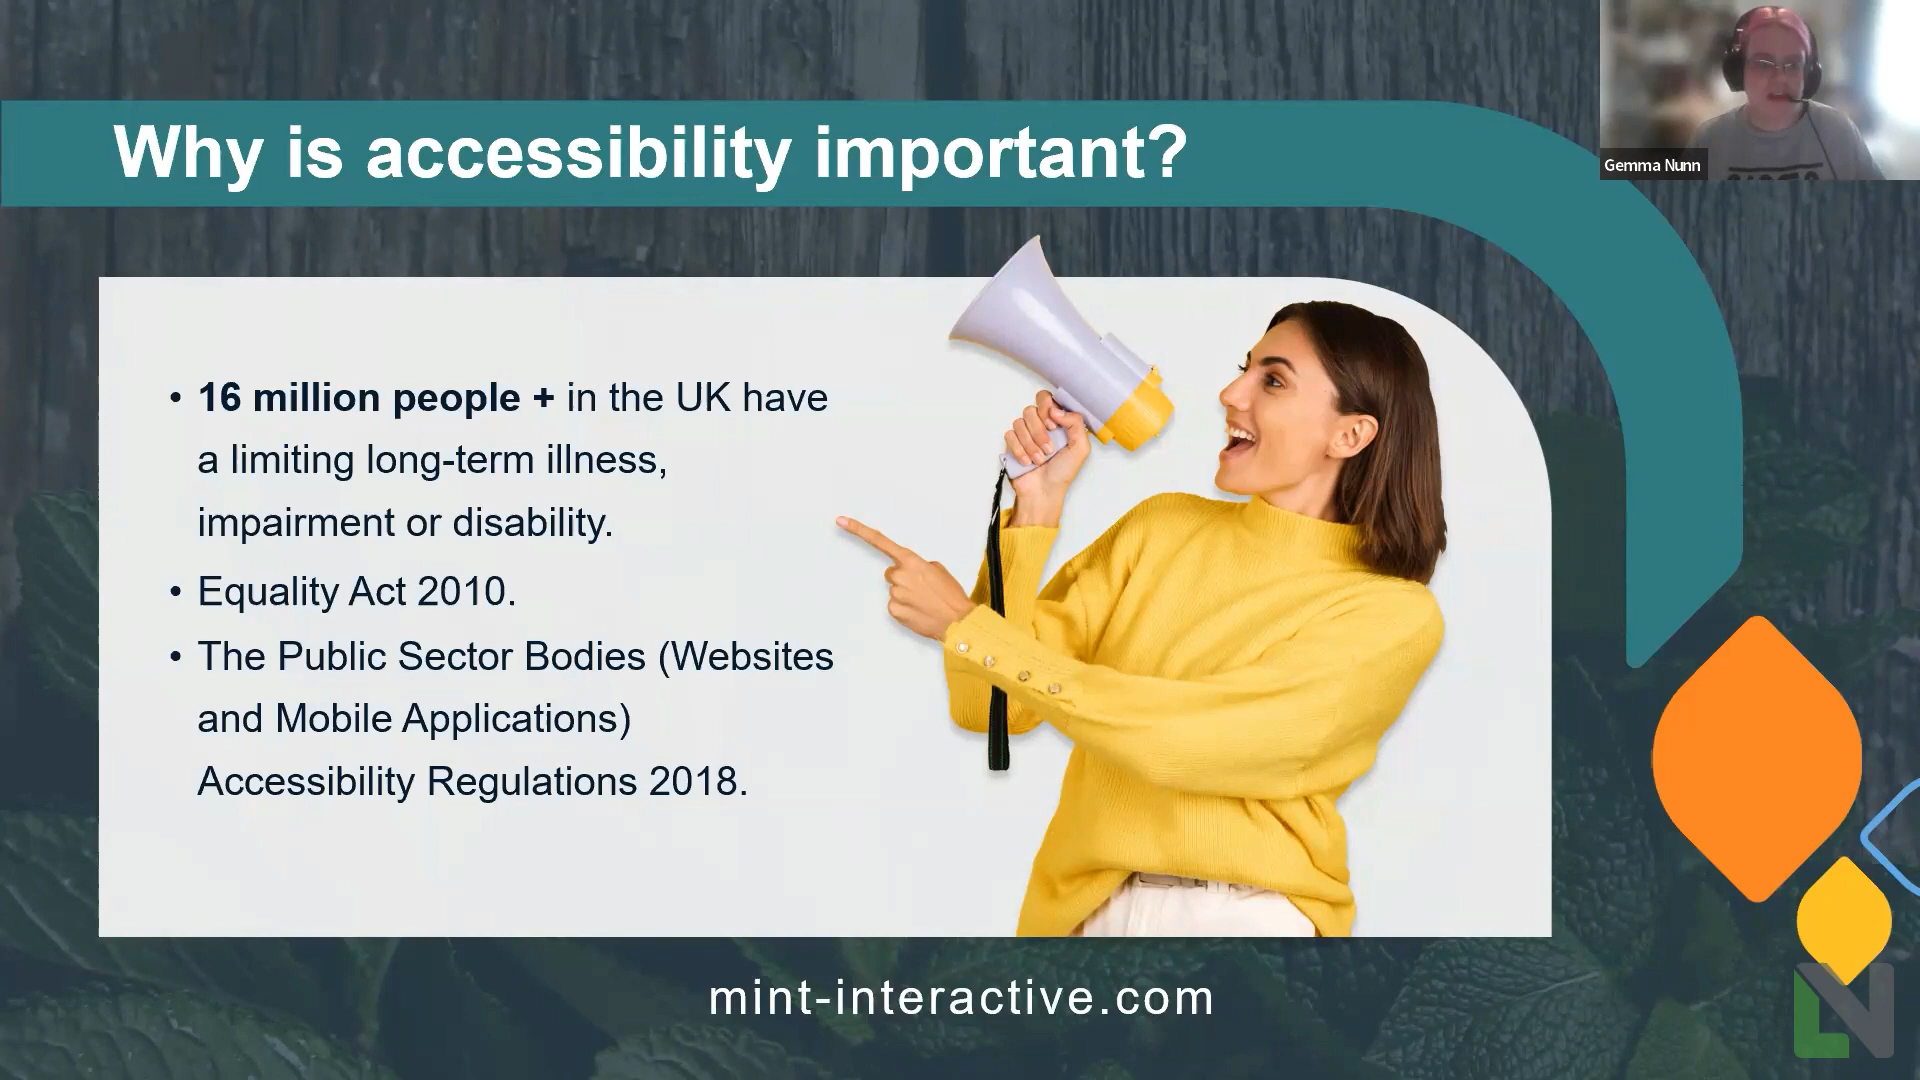 Why is accessibility important?
Gemma Nunn
• 16 million people + in the UK have
a limiting long-term illness,
impairment or disability.
• Equality Act 2010.
• The Public Sector Bodies (Websites
and Mobile Applications)
Accessibility Regulations 2018.
mint-interactive.com
LN